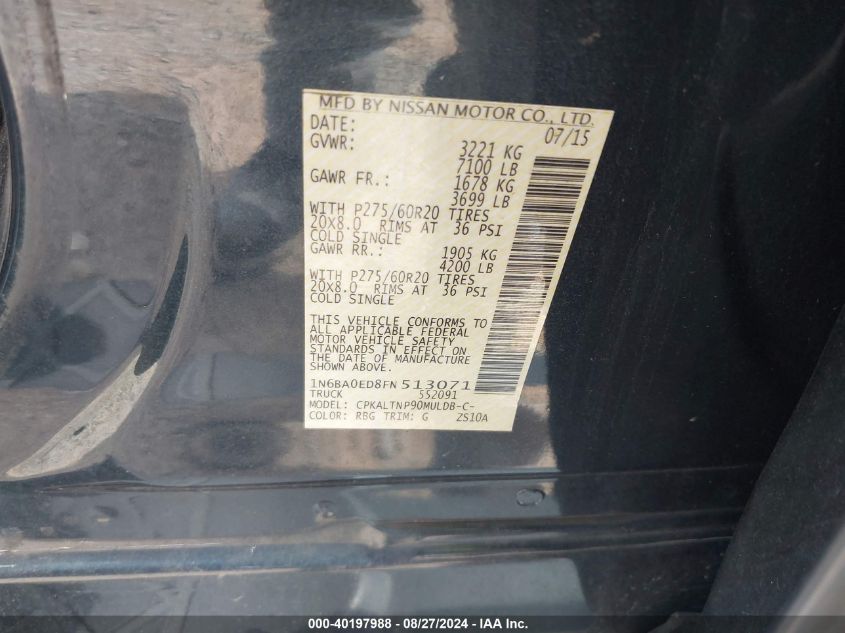 MFD BY NISSAN MOTOR CO., LTD.
DATE: 07/15
GVWR: 3221 KG
7100 LB
GAWR FR.: 1678 KG
3699 LB
WITH P275/60R20 TIRES
20X8.0 RIMS AT 36 PSI
COLD SINGLE
GAWR RR.: 1905 KG
4200 LB
WITH P275/60R20 TIRES
20X8.0 RIMS AT 36 PSI
COLD SINGLE
THIS VEHICLE CONFORMS TO
ALL APPLICABLE FEDERAL
MOTOR VEHICLE SAFETY
STANDARDS IN EFFECT ON
THE DATE OF MANUFACTURE
SHOWN ABOVE.
1N6BA0ED8FN513071
TRUCK 552091
MODEL: CPKALTNP90MULDB-C-
COLOR: RBG TRIM: G ZS10A
000-40197988 - 08/27/2024 - IAA Inc.